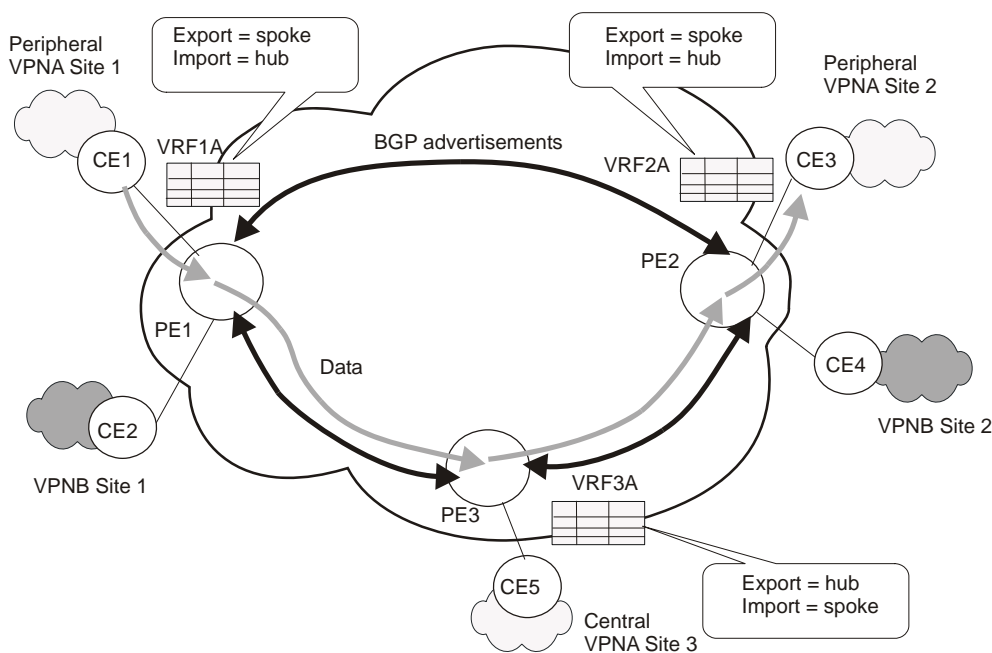 Export = spoke
Import = hub
Export = spoke
Import = hub
Peripheral
VPNA Site 1
Peripheral
VPNA Site 2
CE1
VRF1A
BGP advertisements
VRF2A
CE3
PE2
PE1
Data
CE4
CE2
VPNB Site 2
VPNB Site 1
PE3
VRF3A
CE5
Export = hub
Import = spoke
Central
VPNA Site 3